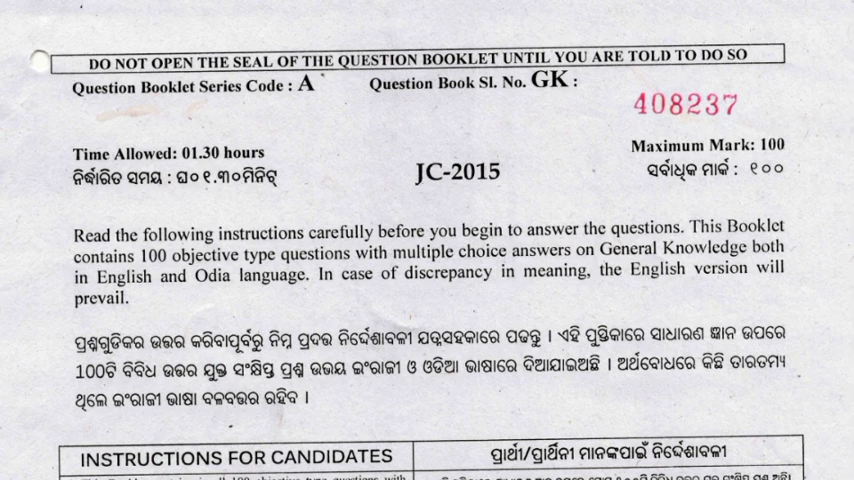 DO NOT OPEN THE SEAL OF THE QUESTION BOOKLET UNTIL YOU ARE TOLD TO DO SO
Question Booklet Series Code : A Question Book Sl. No. GK :
408237
Time Allowed: 01.30 hours Maximum Mark: 100
ନିର୍ଦ୍ଧାରିତ ସମୟ : ଘ୦୧.୩୦ମିନିଟ୍ JC-2015 ସର୍ବାଧିକ ମାର୍କ : ୧୦୦
Read the following instructions carefully before you begin to answer the questions. This Booklet
contains 100 objective type questions with multiple choice answers on General Knowledge both
in English and Odia language. In case of discrepancy in meaning, the English version will
prevail.
ପ୍ରଶ୍ନଗୁଡିକର ଉତ୍ତର କରିବାପୂର୍ବରୁ ନିମ୍ନ ପ୍ରଦତ୍ତ ନିର୍ଦ୍ଦେଶାବଳୀ ଯତ୍ନସହକାରେ ପଢନ୍ତୁ । ଏହି ପୁସ୍ତିକାରେ ସାଧାରଣ ଜ୍ଞାନ ଉପରେ
100ଟି ବିବିଧ ଉତ୍ତର ଯୁକ୍ତ ସଂକ୍ଷିପ୍ତ ପ୍ରଶ୍ନ ଉଭୟ ଇଂରାଜୀ ଓ ଓଡିଆ ଭାଷାରେ ଦିଆଯାଇଅଛି । ଅର୍ଥବୋଧରେ କିଛି ତାରତମ୍ୟ
ଥିଲେ ଇଂରାଜୀ ଭାଷା ବଳବତ୍ତର ରହିବ ।
INSTRUCTIONS FOR CANDIDATES ପ୍ରାର୍ଥୀ/ପ୍ରାର୍ଥିନୀ ମାନଙ୍କପାଇଁ ନିର୍ଦ୍ଦେଶାବଳୀ